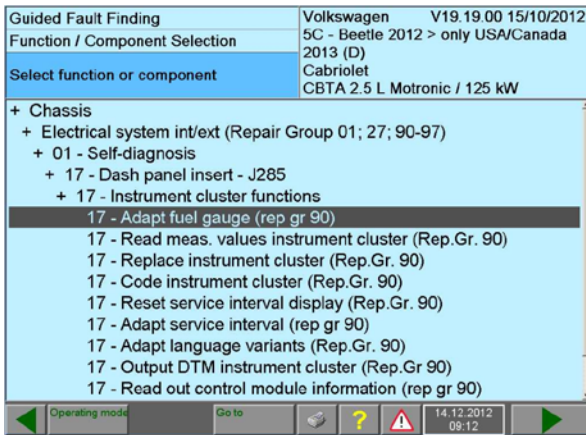 Guided Fault Finding
Function / Component Selection
Select function or component
Volkswagen V19.19.00 15/10/2012
5C - Beetle 2012 > only USA/Canada
2013 (D)
Cabriolet
CBTA 2.5 L Motronic / 125 kW
+ Chassis
+ Electrical system int/ext (Repair Group 01; 27; 90-97)
+ 01 - Self-diagnosis
+ 17 - Dash panel insert - J285
+ 17 - Instrument cluster functions
17 - Adapt fuel gauge (rep gr 90)
17 - Read meas. values instrument cluster (Rep.Gr. 90)
17 - Replace instrument cluster (Rep.Gr. 90)
17 - Code instrument cluster (Rep.Gr. 90)
17 - Reset service interval display (Rep.Gr. 90)
17 - Adapt service interval (rep gr 90)
17 - Adapt language variants (Rep.Gr. 90)
17 - Output DTM instrument cluster (Rep.Gr 90)
17 - Read out control module information (rep gr 90)
Operating mode Go to ? 14.12.2012
09:12